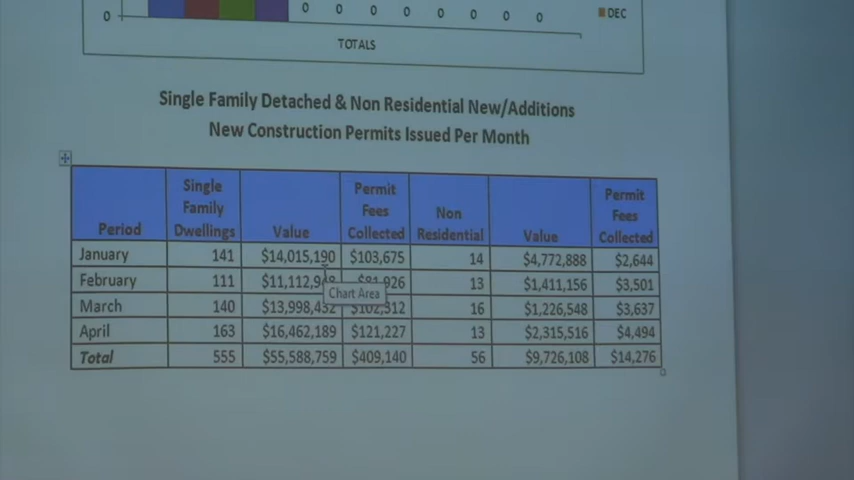 0
0 0 0 0 0 0 0 0
DEC
TOTALS
Single Family Detached & Non Residential New/Additions
New Construction Permits Issued Per Month
Period Single Family Dwellings Value Permit Fees Collected Non Residential Value Permit Fees Collected
January 141 $14,015,190 $103,675 14 $4,772,888 $2,644
February 111 13 $1,411,156 $3,501
Chart Area
March 140 $13,998,432 $102,312 16 $1,226,548 $3,637
April 163 $16,462,189 $121,227 13 $2,315,516 $4,494
Total 555 $55,588,759 $409,140 56 $9,726,108 $14,276